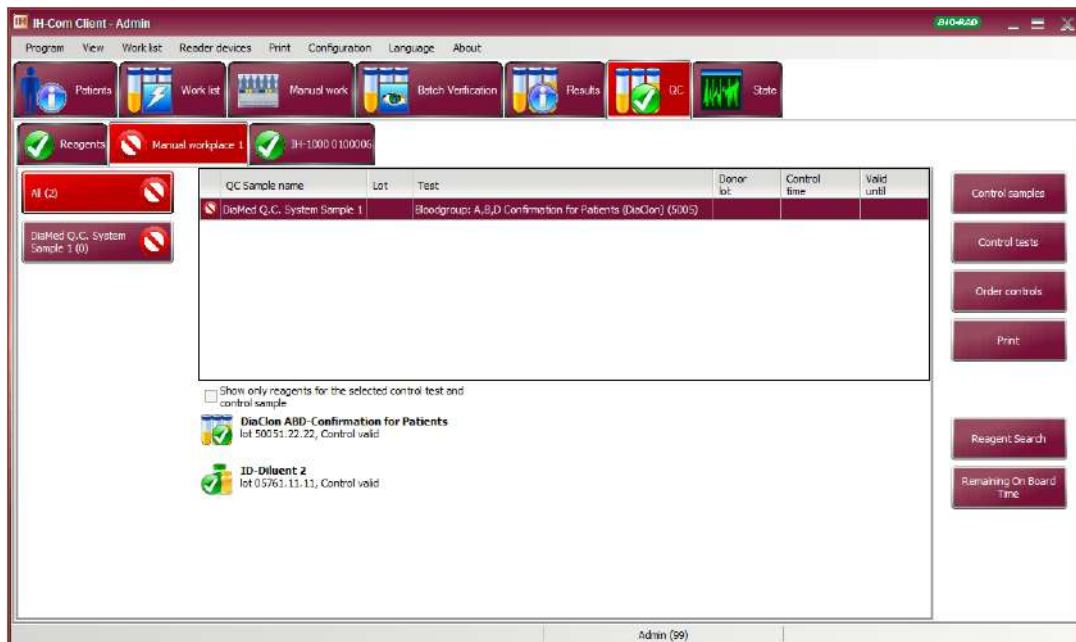 IH-Com Client - Admin
BIO-RAD
Program View Work list Reader devices Print Configuration Language About
Patients Work list Manual work Batch Verification Results QC State
Reagents Manual workplace 1 IH-1000 0100006
All (2)
DiaMed Q.C. System
Sample 1 (0)
QC Sample name Lot Test Donor lot Control time Valid until
DiaMed Q.C. System Sample 1 Bloodgroup: A,B,D Confirmation for Patients (DiaClon) (5005)
Show only reagents for the selected control test and
control sample
DiaClon ABD-Confirmation for Patients
lot 50051.22.22, Control valid
ID-Diluent 2
lot 05761.11.11, Control valid
Control samples
Control tests
Order controls
Print
Reagent Search
Remaining On Board
Time
Admin (99)